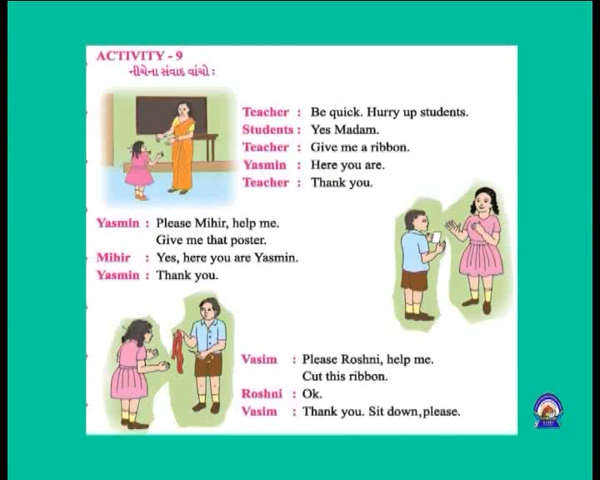 ACTIVITY - 9
નીચેના સંવાદ વાંચો :
Teacher : Be quick. Hurry up students.
Students : Yes Madam.
Teacher : Give me a ribbon.
Yasmin : Here you are.
Teacher : Thank you.
Yasmin : Please Mihir, help me.
Give me that poster.
Mihir : Yes, here you are Yasmin.
Yasmin : Thank you.
Vasim : Please Roshni, help me.
Cut this ribbon.
Roshni : Ok.
Vasim : Thank you. Sit down, please.